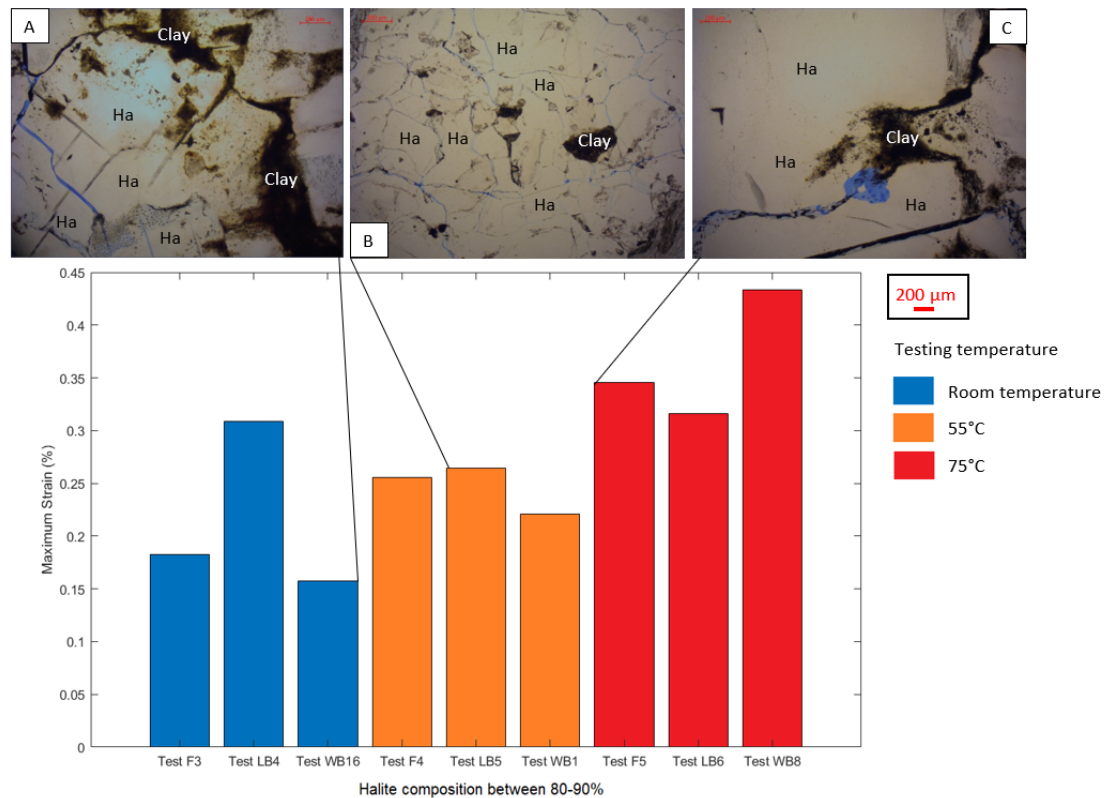 A
Clay
Ha
Ha
Clay
Ha
Ha
200 µm
Ha
Ha
Ha
Ha
Clay
Ha
B
C
Ha
Clay
Ha
Ha
0.45
0.4
0.35
0.3
0.25
0.2
0.15
0.1
0.05
0
Maximum Strain (%)
Test F3
Test LB4
Test WB16
Test F4
Test LB5
Test WB1
Test F5
Test LB6
Test WB8
Halite composition between 80-90%
200 µm
Testing temperature
Room temperature
55°C
75°C